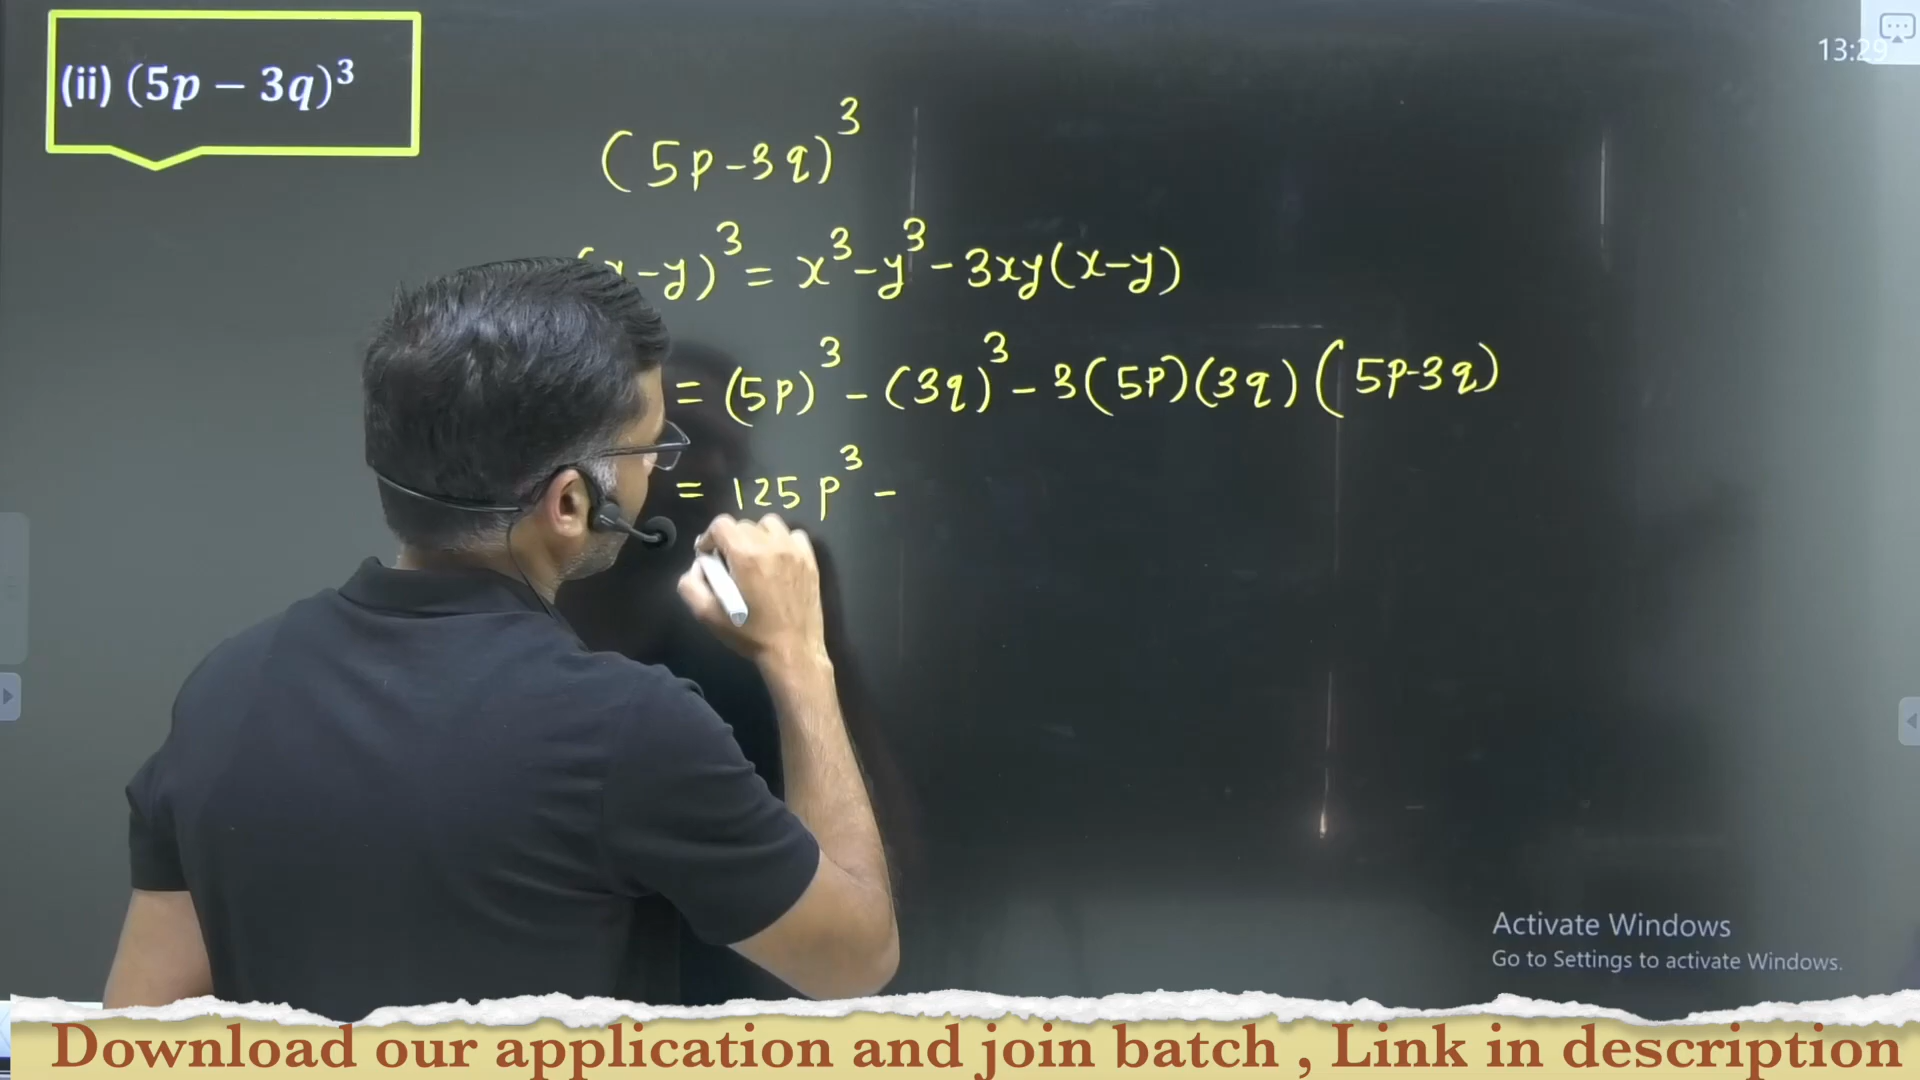 (ii) (5p − 3q)³
13:29
(5p-3q)³
x-y)³ = x³-y³-3xy(x-y)
= (5p)³ - (3q)³ - 3(5p)(3q)(5p-3q)
= 125p³ -
Activate Windows
Go to Settings to activate Windows.
Download our application and join batch , Link in description